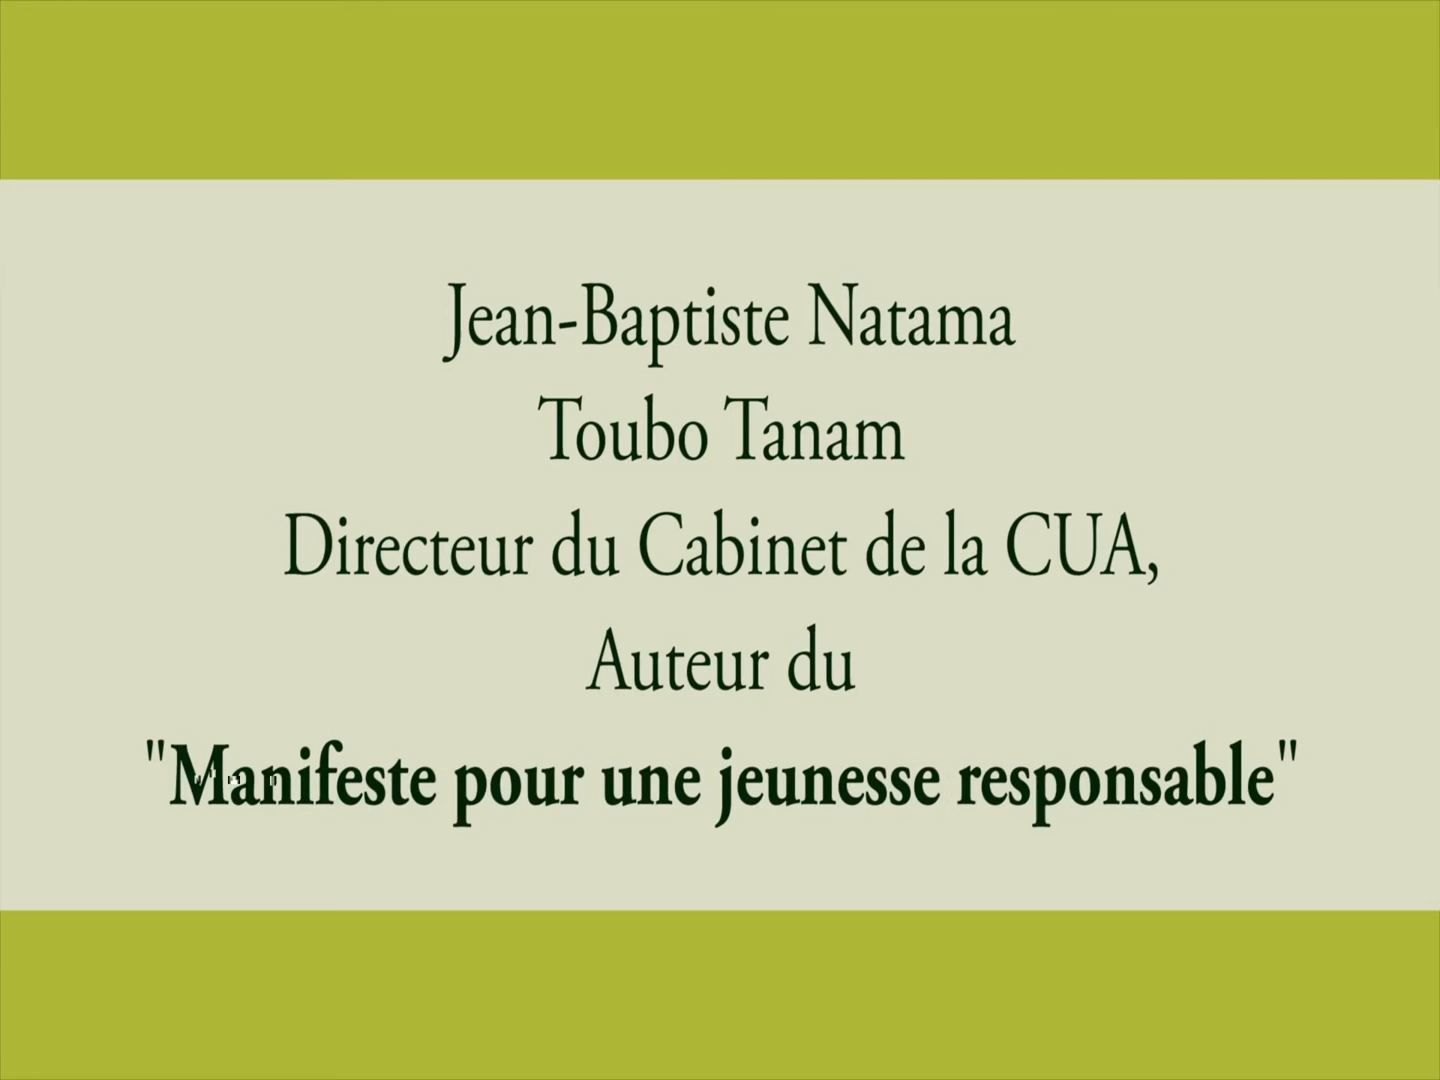 Jean-Baptiste Natama
Toubo Tanam
Directeur du Cabinet de la CUA,
Auteur du
"Manifeste pour une jeunesse responsable"